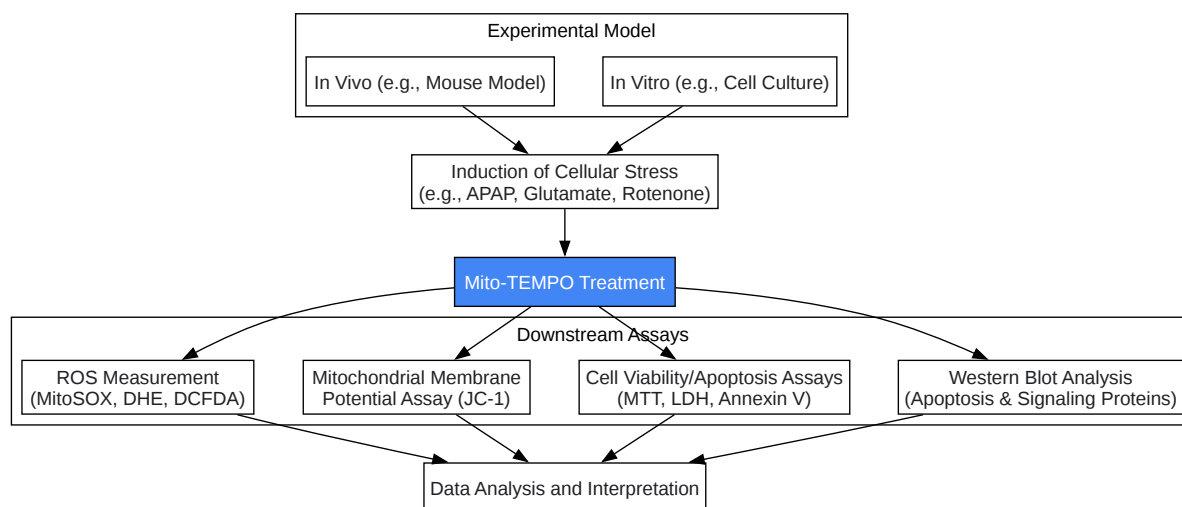 Experimental Model
In Vivo (e.g., Mouse Model)
In Vitro (e.g., Cell Culture)
Induction of Cellular Stress
(e.g., APAP, Glutamate, Rotenone)
Mito-TEMPO Treatment
Downstream Assays
ROS Measurement
(MitoSOX, DHE, DCFDA)
Mitochondrial Membrane
Potential Assay (JC-1)
Cell Viability/Apoptosis Assays
(MTT, LDH, Annexin V)
Western Blot Analysis
(Apoptosis & Signaling Proteins)
Data Analysis and Interpretation